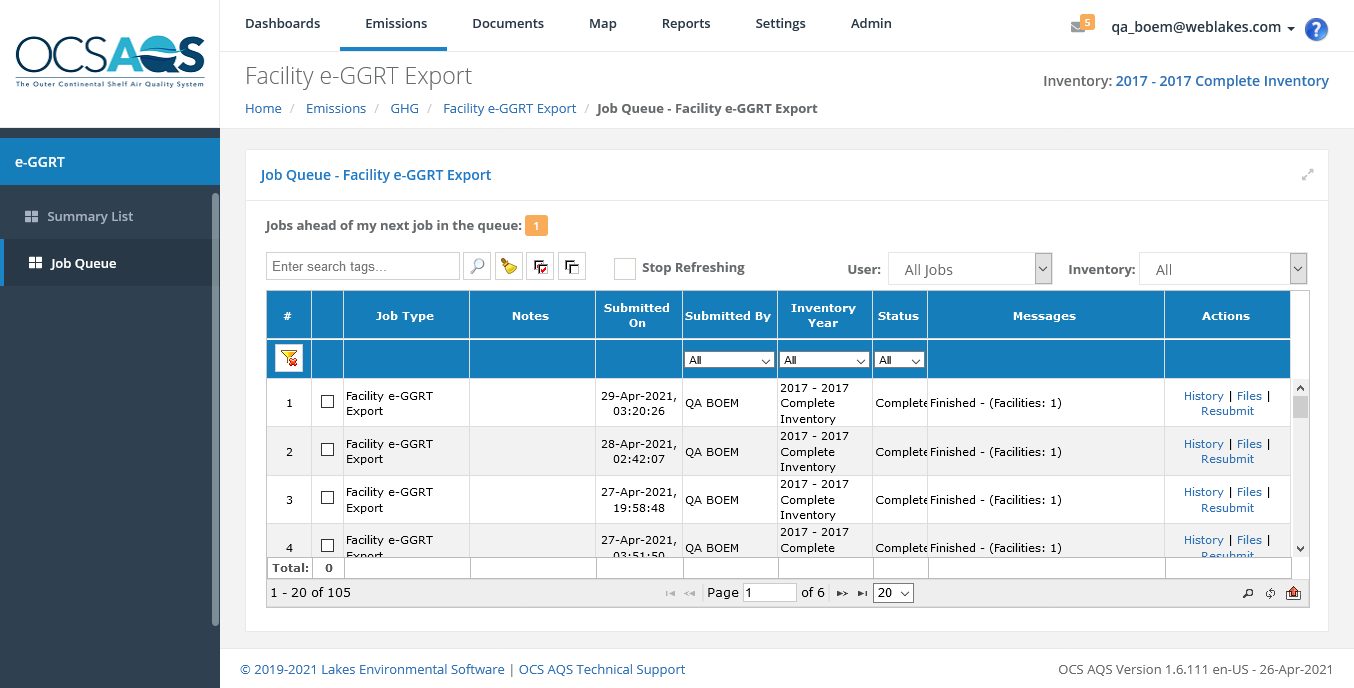 OCSAQS
The Outer Continental Shelf Air Quality System
Dashboards Emissions Documents Map Reports Settings Admin
5 qa_boem@weblakes.com ?
Facility e-GGRT Export
Inventory: 2017 - 2017 Complete Inventory
Home / Emissions / GHG / Facility e-GGRT Export / Job Queue - Facility e-GGRT Export
e-GGRT
Summary List
Job Queue
Job Queue - Facility e-GGRT Export
Jobs ahead of my next job in the queue: 1
Enter search tags... Stop Refreshing User: All Jobs Inventory: All
# Job Type Notes Submitted On Submitted By Inventory Year Status Messages Actions
All All All
1 Facility e-GGRT Export 29-Apr-2021, 03:20:26 QA BOEM 2017 - 2017 Complete Inventory Complete Finished - (Facilities: 1) History | Files | Resubmit
2 Facility e-GGRT Export 28-Apr-2021, 02:42:07 QA BOEM 2017 - 2017 Complete Inventory Complete Finished - (Facilities: 1) History | Files | Resubmit
3 Facility e-GGRT Export 27-Apr-2021, 19:58:48 QA BOEM 2017 - 2017 Complete Inventory Complete Finished - (Facilities: 1) History | Files | Resubmit
4 Facility e-GGRT Export 27-Apr-2021, 03:51:50 QA BOEM 2017 - 2017 Complete Complete Finished - (Facilities: 1) History | Files | Resubmit
Total: 0
1 - 20 of 105 Page 1 of 6 20
© 2019-2021 Lakes Environmental Software | OCS AQS Technical Support
OCS AQS Version 1.6.111 en-US - 26-Apr-2021